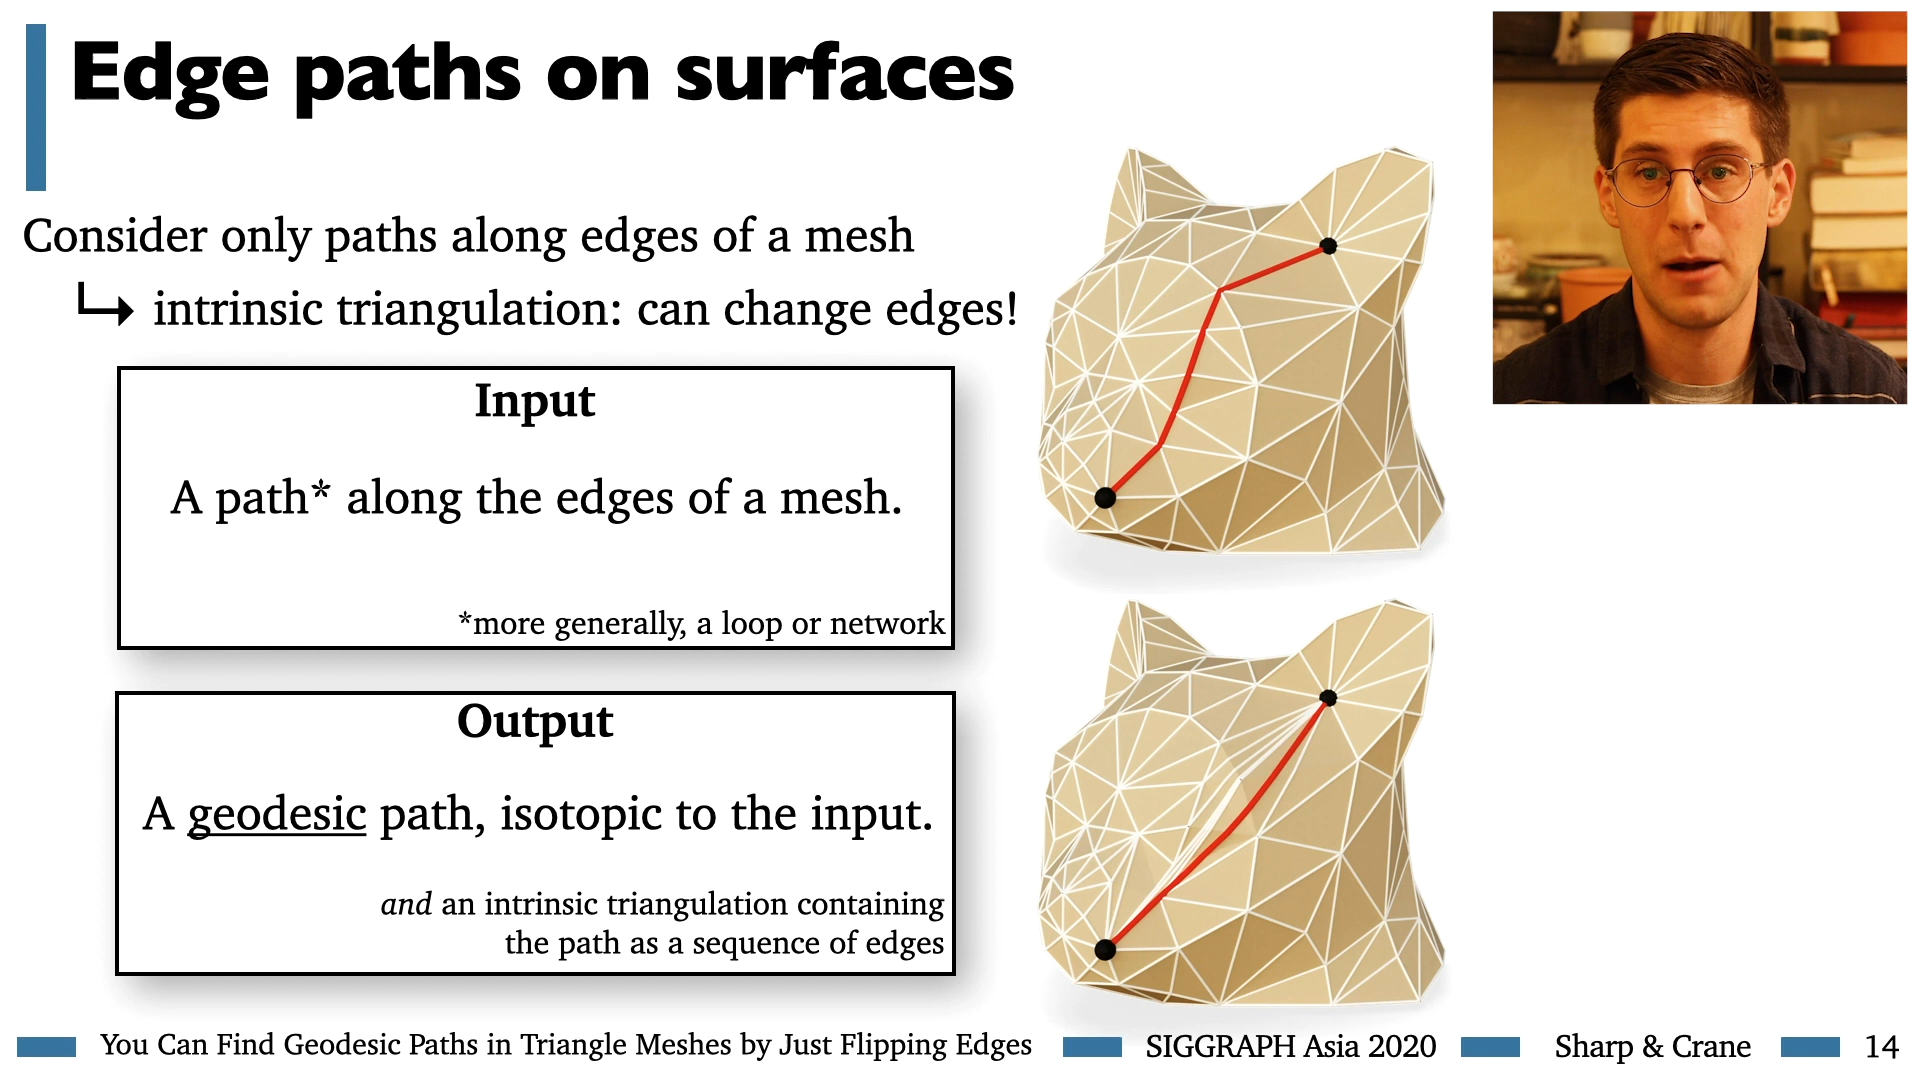 Edge paths on surfaces
Consider only paths along edges of a mesh
intrinsic triangulation: can change edges!
Input
A path* along the edges of a mesh.
*more generally, a loop or network
Output
A geodesic path, isotopic to the input.
and an intrinsic triangulation containing
the path as a sequence of edges
You Can Find Geodesic Paths in Triangle Meshes by Just Flipping Edges
SIGGRAPH Asia 2020
Sharp & Crane
14